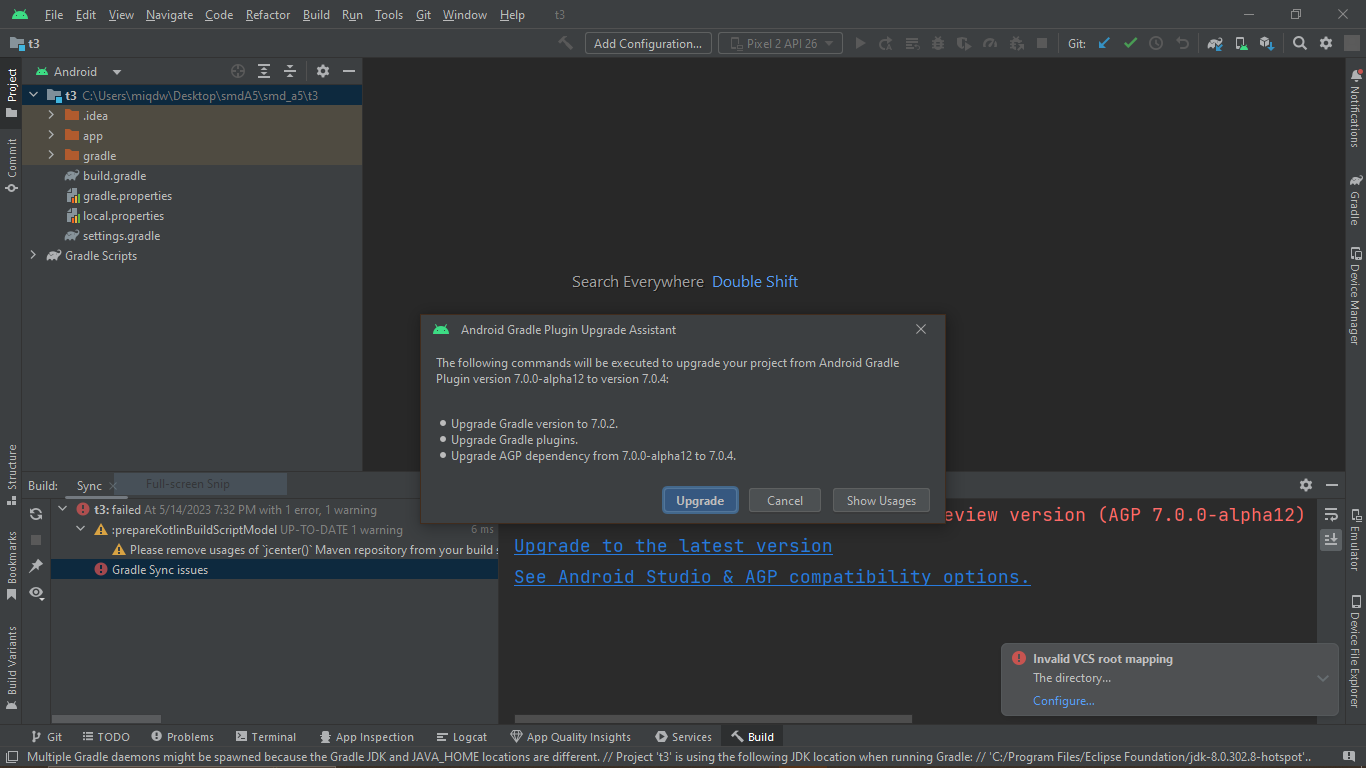 File Edit View Navigate Code Refactor Build Run Tools Git Window Help t3
t3 Add Configuration... Pixel 2 API 26 Git:
Project
Commit
Structure
Bookmarks
Build Variants
Android
t3 C:\Users\miqdw\Desktop\smdA5\smd_a5\t3
.idea
app
gradle
build.gradle
gradle.properties
local.properties
settings.gradle
Gradle Scripts
Search Everywhere Double Shift
Android Gradle Plugin Upgrade Assistant
The following commands will be executed to upgrade your project from Android Gradle
Plugin version 7.0.0-alpha12 to version 7.0.4:
Upgrade Gradle version to 7.0.2.
Upgrade Gradle plugins.
Upgrade AGP dependency from 7.0.0-alpha12 to 7.0.4.
Upgrade Cancel Show Usages
Notifications
Gradle
Device Manager
Emulator
Device File Explorer
Build: Sync Full-screen Snip
t3: failed At 5/14/2023 7:32 PM with 1 error, 1 warning
:prepareKotlinBuildScriptModel UP-TO-DATE 1 warning 6 ms
Please remove usages of `jcenter()` Maven repository from your build s
Gradle Sync issues
eview version (AGP 7.0.0-alpha12)
Upgrade to the latest version
See Android Studio & AGP compatibility options.
Invalid VCS root mapping
The directory...
Configure...
Git TODO Problems Terminal App Inspection Logcat App Quality Insights Services Build
Multiple Gradle daemons might be spawned because the Gradle JDK and JAVA_HOME locations are different. // Project 't3' is using the following JDK location when running Gradle: // 'C:/Program Files/Eclipse Foundation/jdk-8.0.302.8-hotspot'..